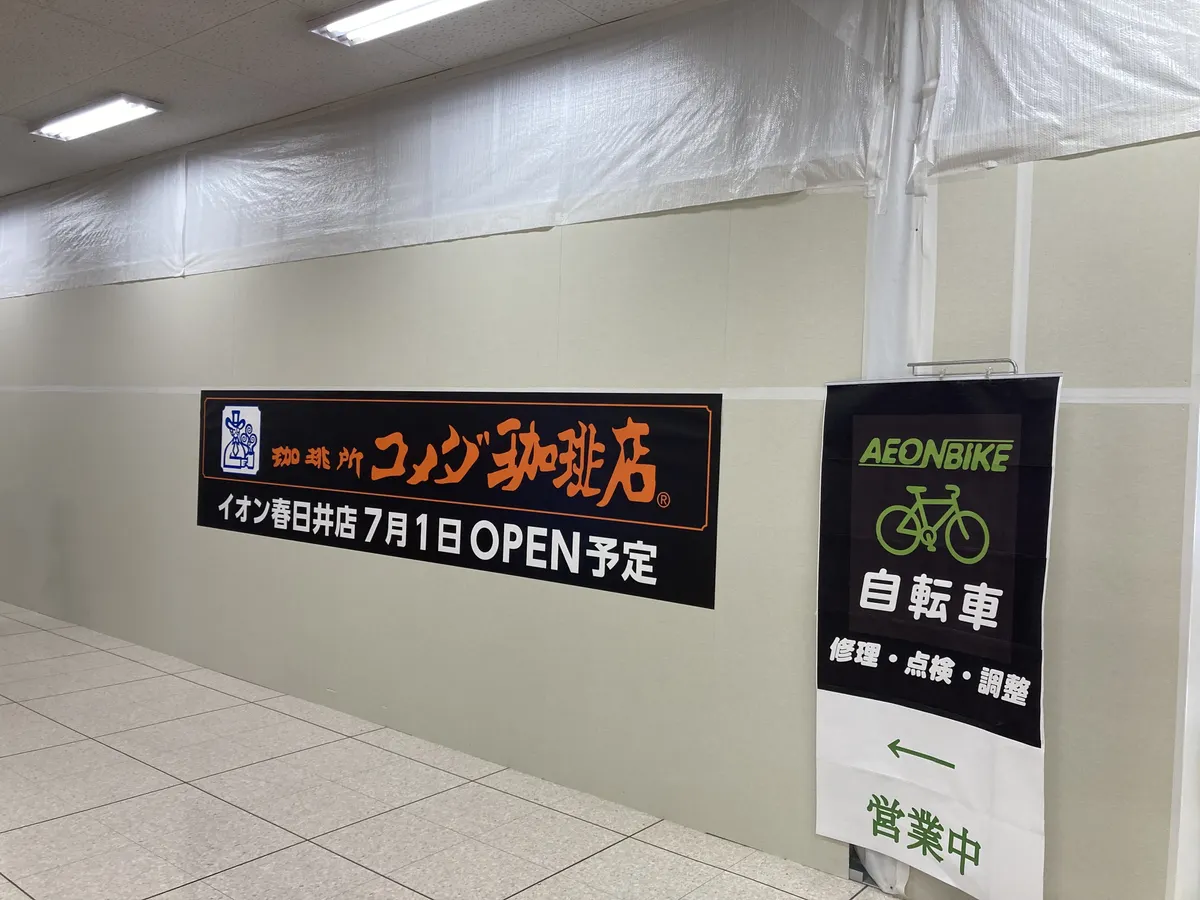 珈琲所 コメダ珈琲店®
イオン春日井店 7月1日 OPEN予定
AEONBIKE
自転車
修理・点検・調整
←
営業中